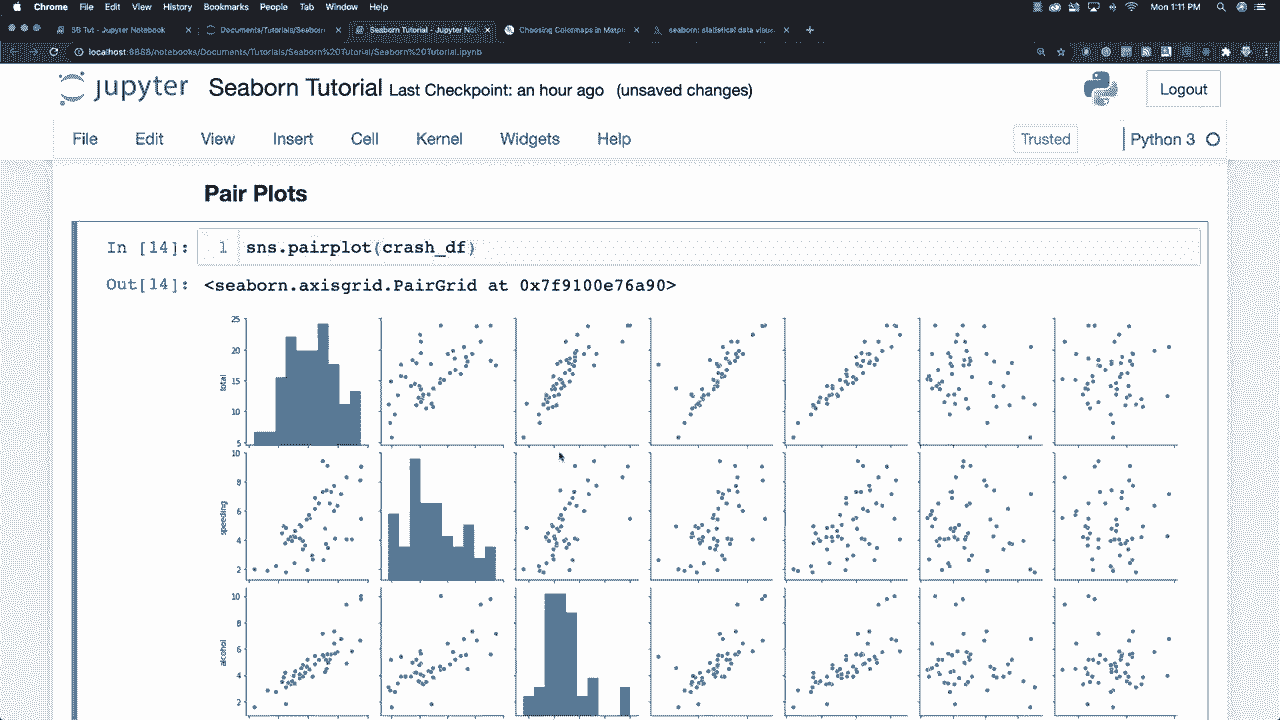 Chrome File Edit View History Bookmarks People Tab Window Help Mon 1:11 PM
SB Tut - Jupyter Notebook Documents/Tutorials/Seaborn Seaborn Tutorial - Jupyter Not Choosing Colormaps in Matpl seaborn: statistical data visua
localhost:8888/notebooks/Documents/Tutorials/Seaborn%20Tutorial/Seaborn%20Tutorial.ipynb
jupyter Seaborn Tutorial Last Checkpoint: an hour ago (unsaved changes) Logout
File Edit View Insert Cell Kernel Widgets Help Trusted Python 3
Pair Plots
In [14]: 1 sns.pairplot(crash_df)
Out[14]: <seaborn.axisgrid.PairGrid at 0x7f9100e76a90>
25
20
total
15
10
5
10
8
6
speeding
4
2
10
8
6
alcohol
4
2